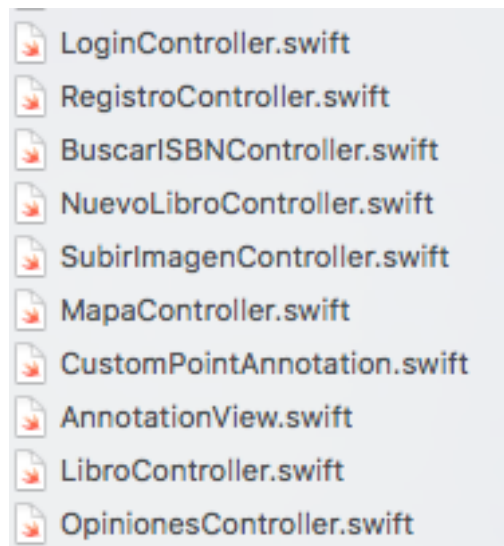 LoginController.swift
RegistroController.swift
BuscarISBNController.swift
NuevoLibroController.swift
SubirImagenController.swift
MapaController.swift
CustomPointAnnotation.swift
AnnotationView.swift
LibroController.swift
OpinionesController.swift